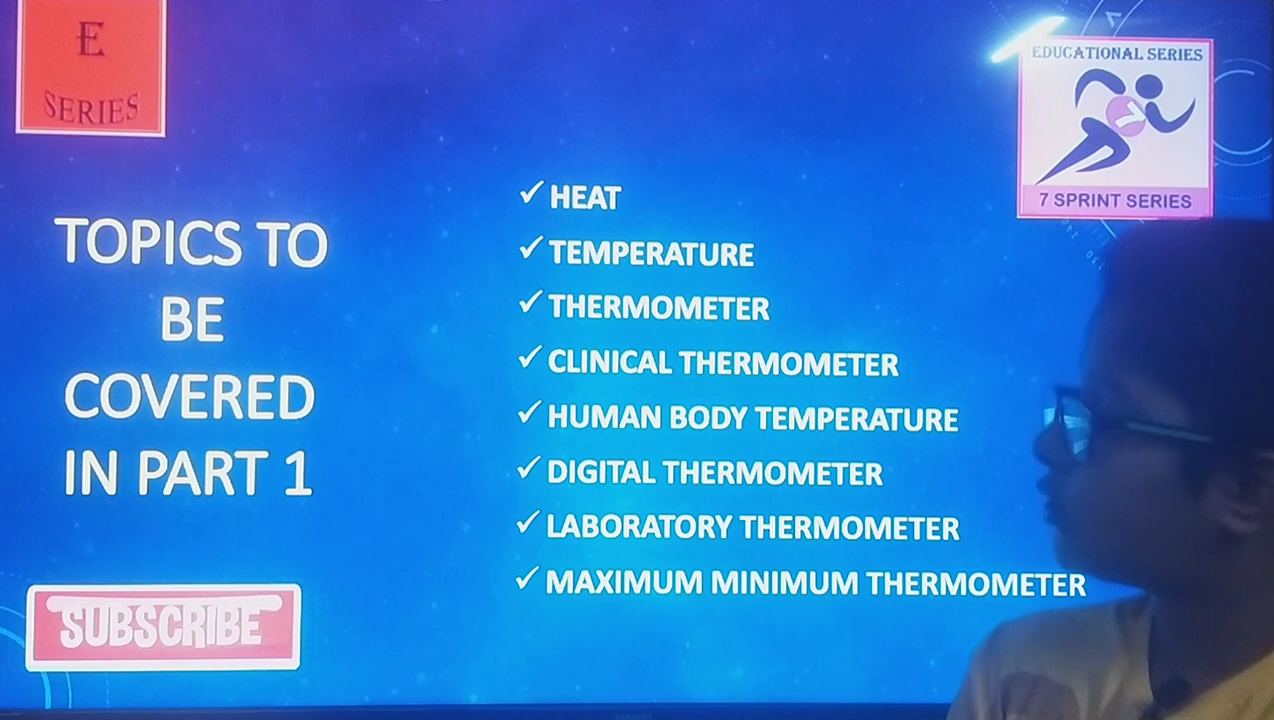 E
SERIES
EDUCATIONAL SERIES
7
7 SPRINT SERIES
TOPICS TO
BE
COVERED
IN PART 1
✓ HEAT
✓ TEMPERATURE
✓ THERMOMETER
✓ CLINICAL THERMOMETER
✓ HUMAN BODY TEMPERATURE
✓ DIGITAL THERMOMETER
✓ LABORATORY THERMOMETER
✓ MAXIMUM MINIMUM THERMOMETER
SUBSCRIBE